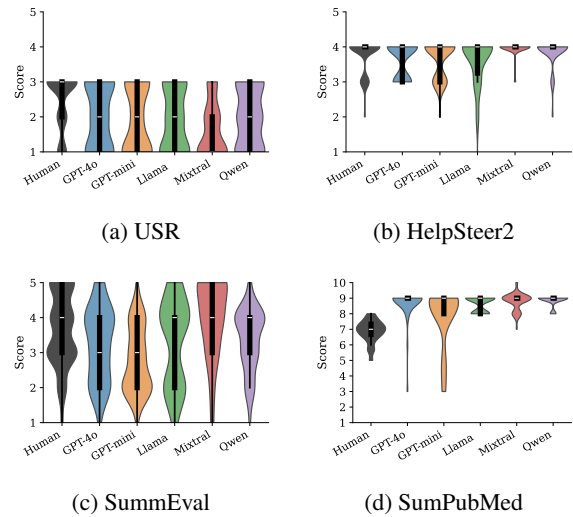 5
4
3
2
1
Score
Human
GPT-4o
GPT-mini
Llama
Mixtral
Qwen
(a) USR
5
4
3
2
1
Score
Human
GPT-4o
GPT-mini
Llama
Mixtral
Qwen
(b) HelpSteer2
5
4
3
2
1
Score
Human
GPT-4o
GPT-mini
Llama
Mixtral
Qwen
(c) SummEval
10
9
8
7
6
5
4
3
2
1
Score
Human
GPT-4o
GPT-mini
Llama
Mixtral
Qwen
(d) SumPubMed